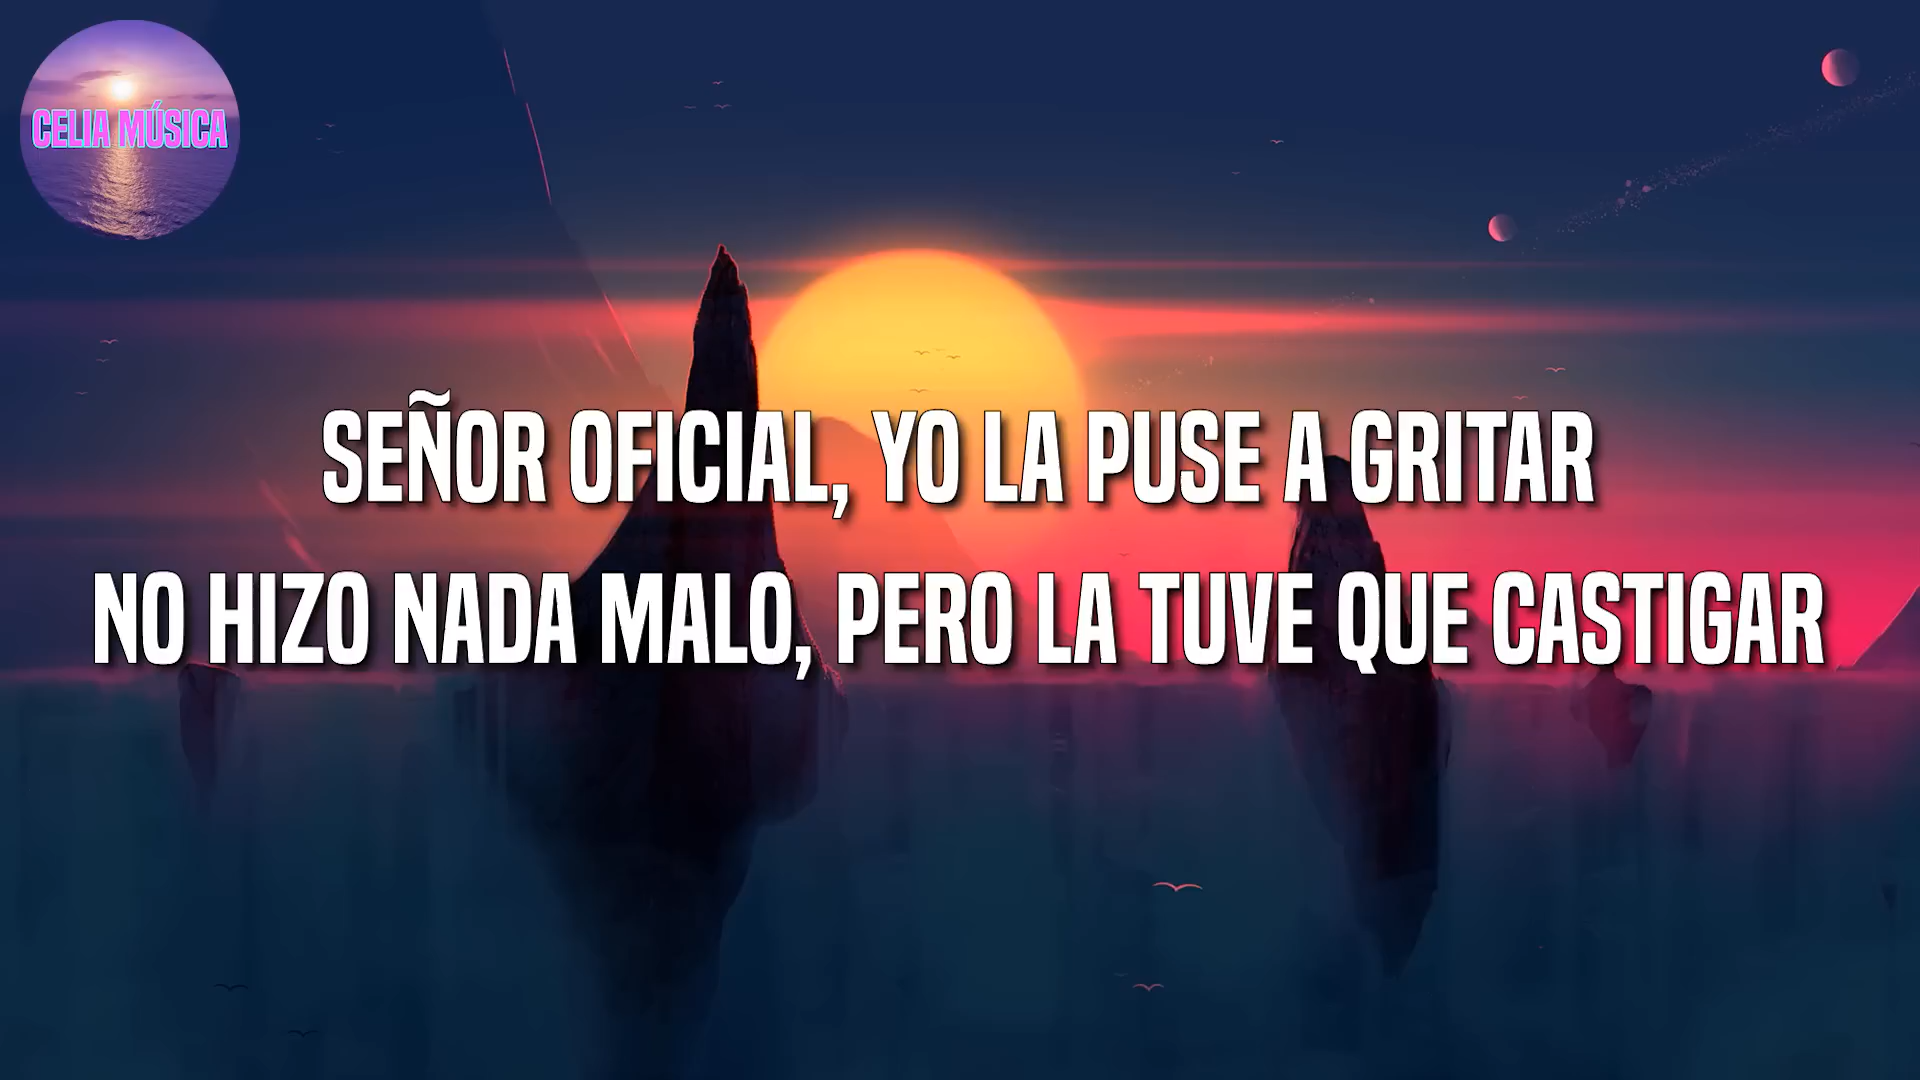 CELIA MÚSICA
SEÑOR OFICIAL, YO LA PUSE A GRITAR
NO HIZO NADA MALO, PERO LA TUVE QUE CASTIGAR